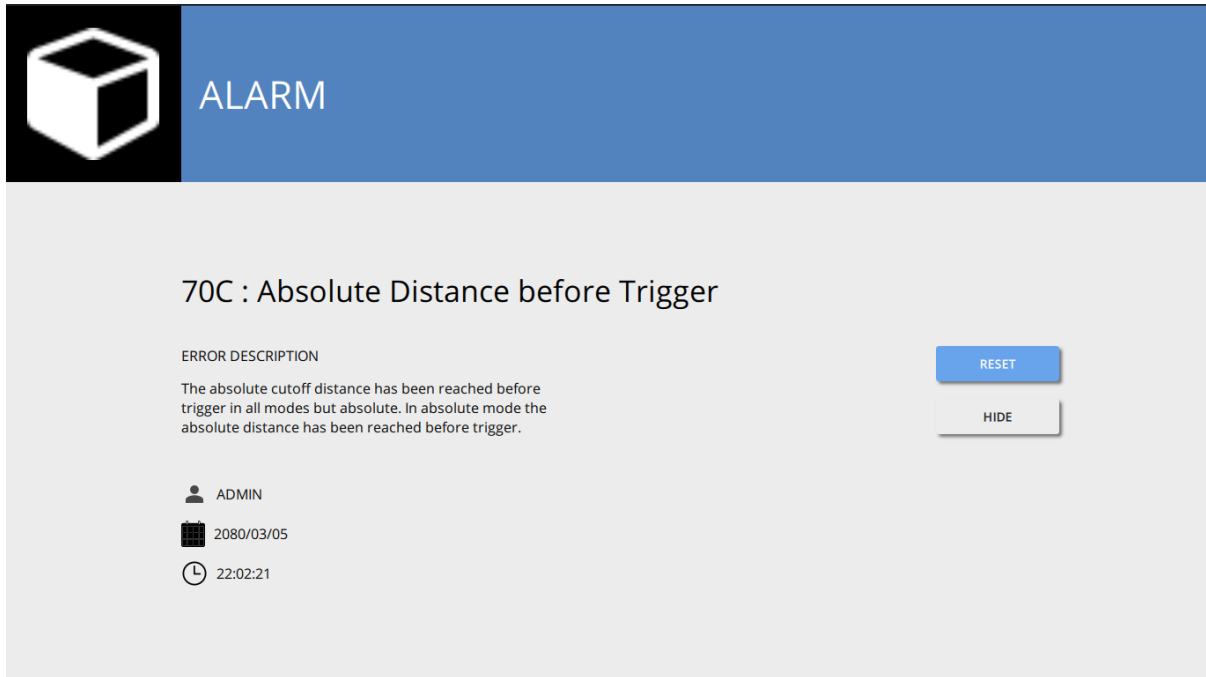 ALARM
70C : Absolute Distance before Trigger
ERROR DESCRIPTION
RESET
The absolute cutoff distance has been reached before
trigger in all modes but absolute. In absolute mode the
absolute distance has been reached before trigger.
HIDE
ADMIN
2080/03/05
22:02:21